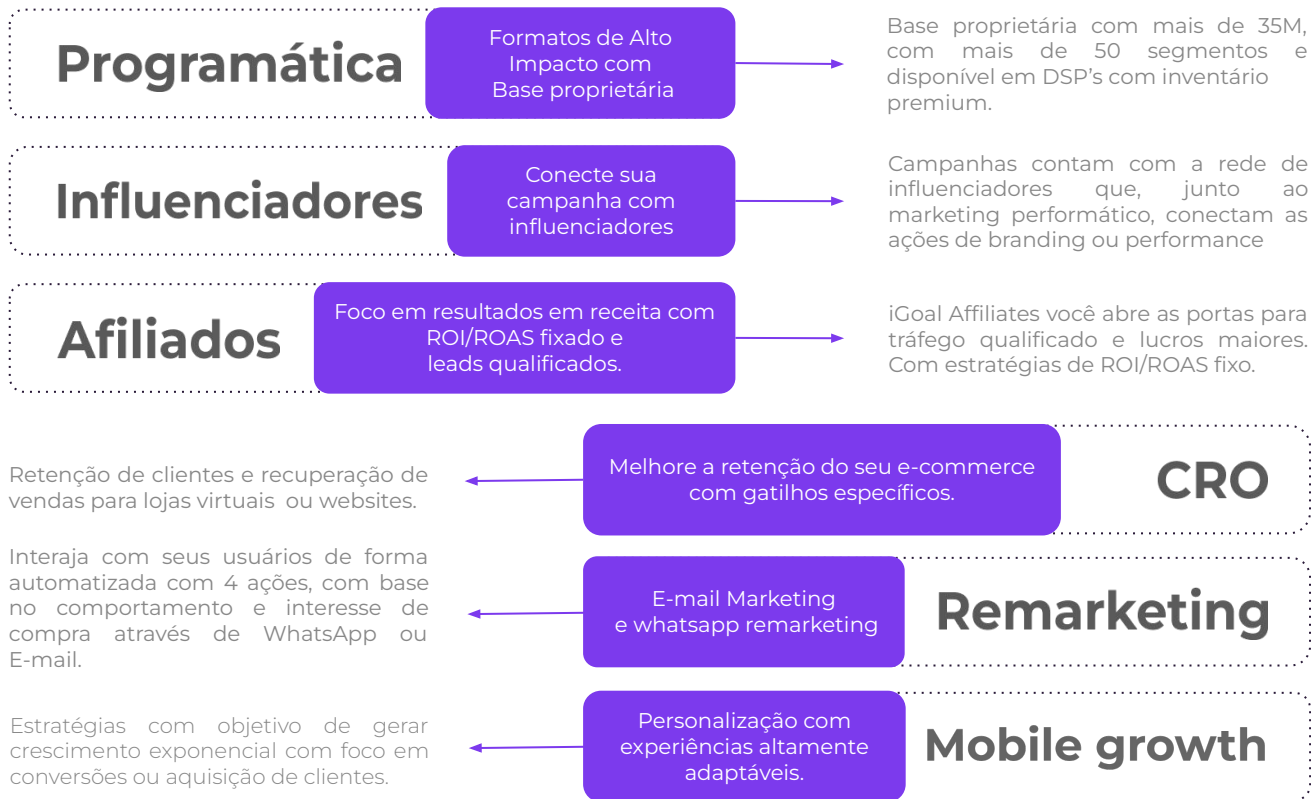 Programática
Formatos de Alto
Impacto com
Base proprietária
Base proprietária com mais de 35M,
com mais de 50 segmentos e
disponível em DSP's com inventário
premium.
Influenciadores
Conecte sua
campanha com
influenciadores
Campanhas contam com a rede de
influenciadores que, junto ao
marketing performático, conectam as
ações de branding ou performance
Afiliados
Foco em resultados em receita com
ROI/ROAS fixado e
leads qualificados.
iGoal Affiliates você abre as portas para
tráfego qualificado e lucros maiores.
Com estratégias de ROI/ROAS fixo.
Retenção de clientes e recuperação de
vendas para lojas virtuais ou websites.
Melhore a retenção do seu e-commerce
com gatilhos específicos.
CRO
Interaja com seus usuários de forma
automatizada com 4 ações, com base
no comportamento e interesse de
compra através de WhatsApp ou
E-mail.
E-mail Marketing
e whatsapp remarketing
Remarketing
Estratégias com objetivo de gerar
crescimento exponencial com foco em
conversões ou aquisição de clientes.
Personalização com
experiências altamente
adaptáveis.
Mobile growth